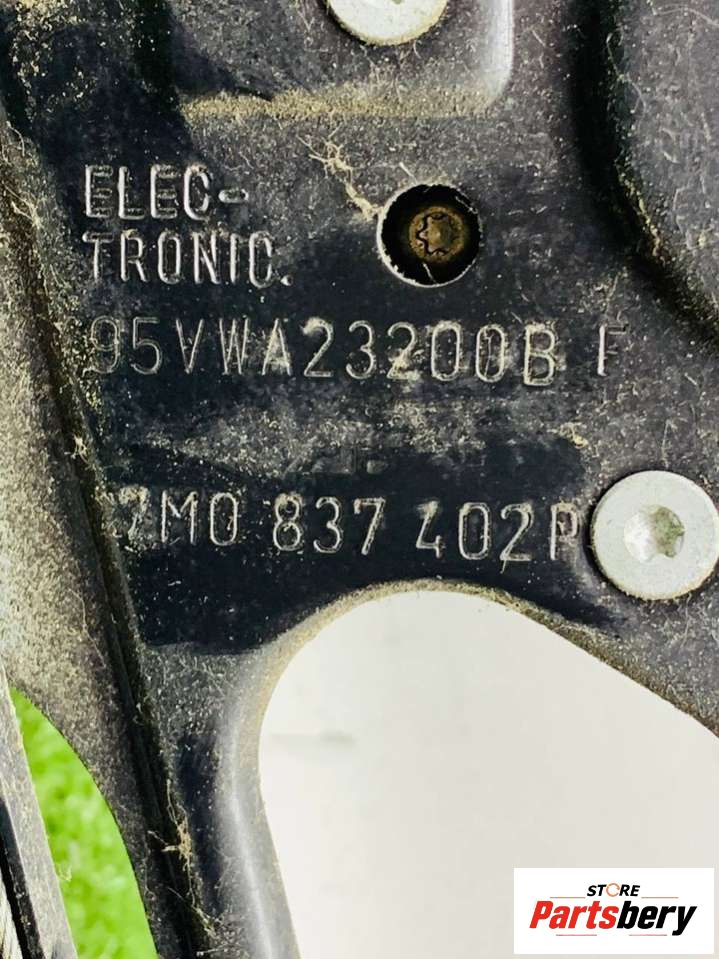 ELEC-
TRONIC.
95VWA23200B F
7M0 837 402P
STORE
Partsbery